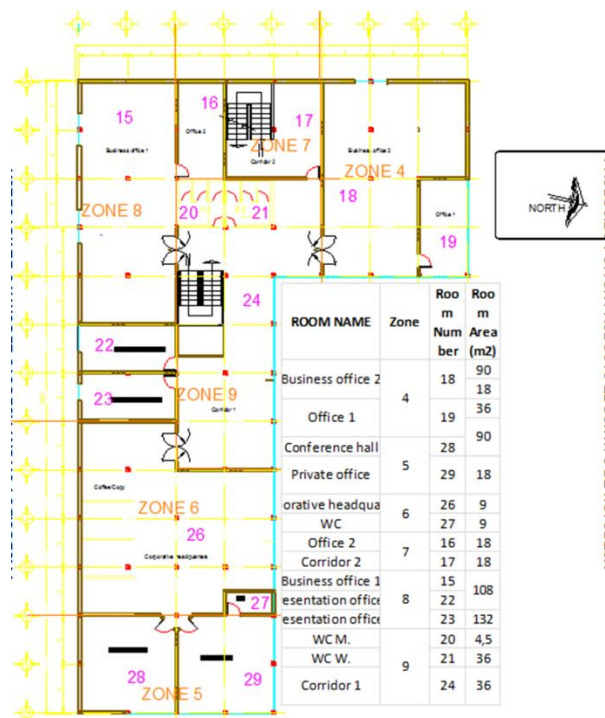 16
15
17
Office 2
Business office 1
ZONE 7
Corridor 2
Business office 2
ZONE 4
18
ZONE 8
20
21
Office 1
19
NORTH
24
22
23
ZONE 9
Corridor 1
Coffee/Copy
ZONE 6
26
Corporative headquarters
27
28
29
ZONE 5
ROOM NAME Zone Roo m Num ber Roo m Area (m2)
Business office 2 4 18 90
18
Office 1 19 36
90
Conference hall 5 28
Private office 29 18
orative headqua 6 26 9
WC 27 9
Office 2 7 16 18
Corridor 2 17 18
Business office 1 8 15 108
esentation office 22
esentation office 23 132
WC M. 9 20 4,5
WC W. 21 36
Corridor 1 24 36